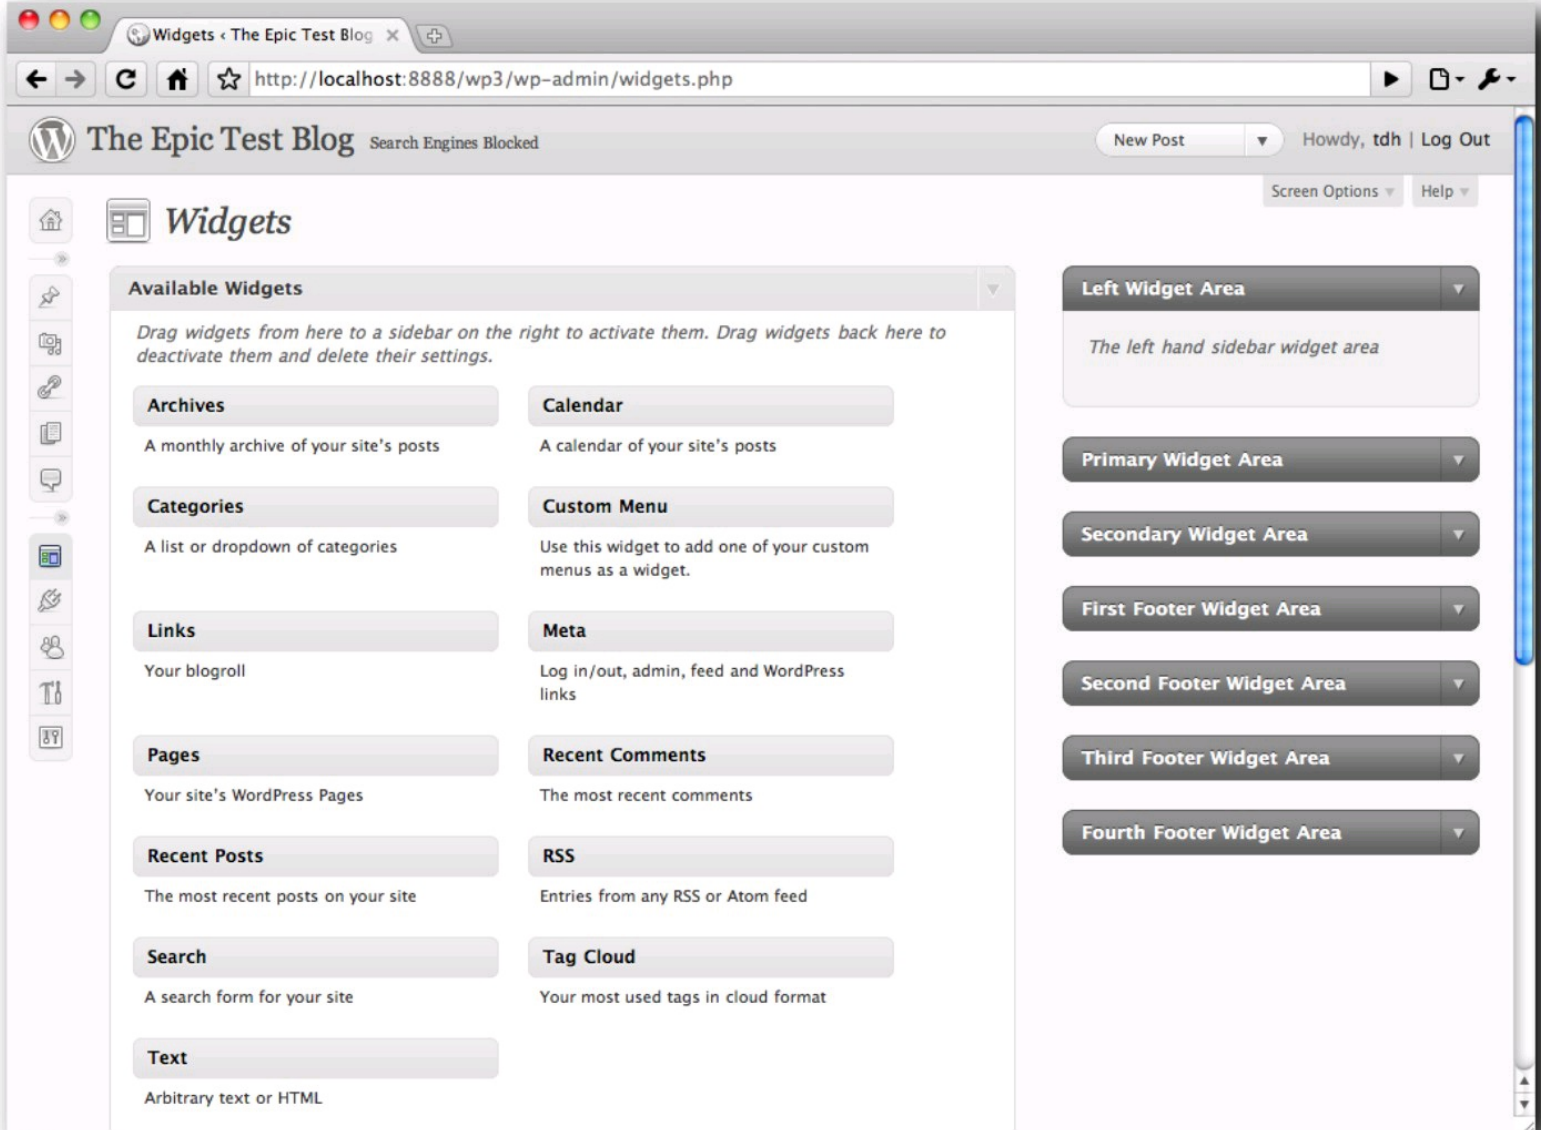 Widgets ‹ The Epic Test Blog
http://localhost:8888/wp3/wp-admin/widgets.php
The Epic Test Blog Search Engines Blocked
New Post
Howdy, tdh | Log Out
Screen Options
Help
Widgets
Available Widgets
Drag widgets from here to a sidebar on the right to activate them. Drag widgets back here to
deactivate them and delete their settings.
Archives
A monthly archive of your site's posts
Calendar
A calendar of your site's posts
Categories
A list or dropdown of categories
Custom Menu
Use this widget to add one of your custom
menus as a widget.
Links
Your blogroll
Meta
Log in/out, admin, feed and WordPress
links
Pages
Your site's WordPress Pages
Recent Comments
The most recent comments
Recent Posts
The most recent posts on your site
RSS
Entries from any RSS or Atom feed
Search
A search form for your site
Tag Cloud
Your most used tags in cloud format
Text
Arbitrary text or HTML
Left Widget Area
The left hand sidebar widget area
Primary Widget Area
Secondary Widget Area
First Footer Widget Area
Second Footer Widget Area
Third Footer Widget Area
Fourth Footer Widget Area